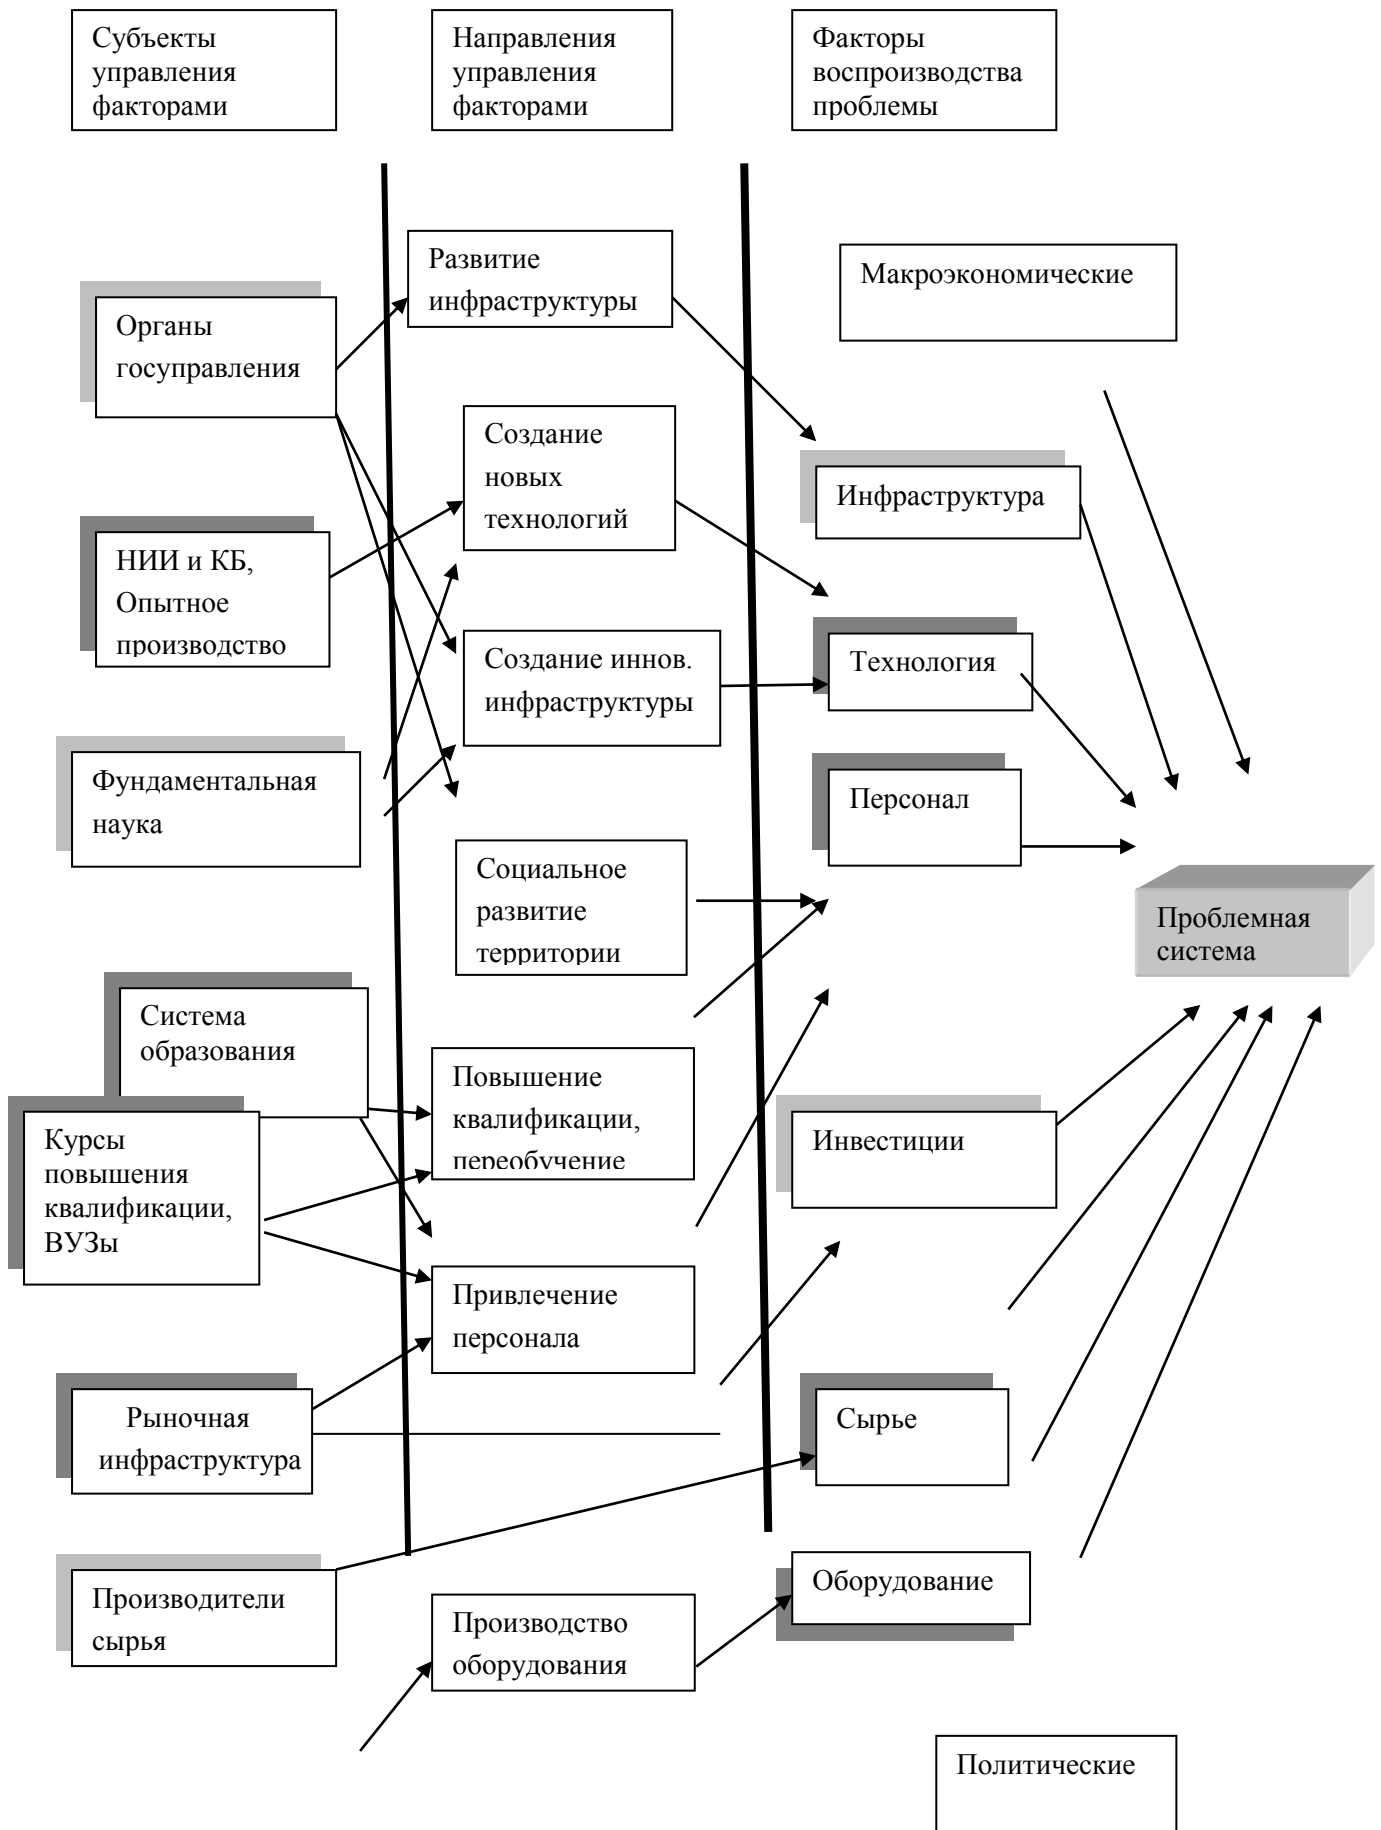 Субъекты
управления
факторами
Направления
управления
факторами
Факторы
воспроизводства
проблемы
Развитие
инфраструктуры
Макроэкономические
Органы
госуправления
Создание
новых
технологий
Инфраструктура
НИИ и КБ,
Опытное
производство
Создание иннов.
инфраструктуры
Технология
Фундаментальная
наука
Персонал
Социальное
развитие
территории
Проблемная
система
Система
образования
Повышение
квалификации,
переобучение
Курсы
повышения
квалификации,
ВУЗы
Инвестиции
Привлечение
персонала
Рыночная
инфраструктура
Сырье
Производители
сырья
Производство
оборудования
Оборудование
Политические